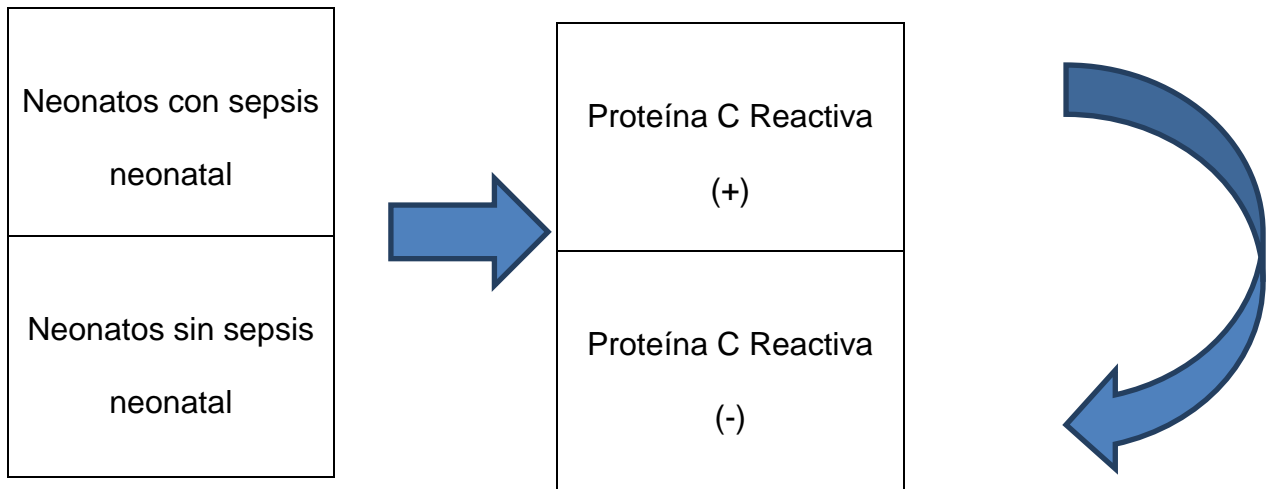 Neonatos con sepsis
neonatal
Neonatos sin sepsis
neonatal
Proteína C Reactiva
(+)
Proteína C Reactiva
(-)